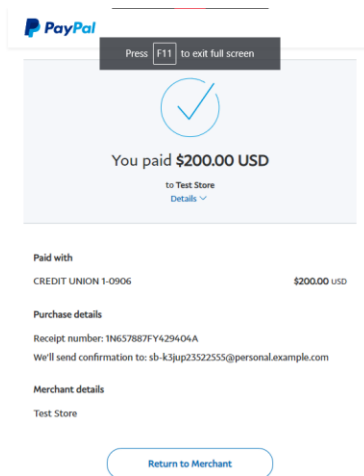 PayPal
Press F11 to exit full screen
You paid $200.00 USD
to Test Store
Details
Paid with
CREDIT UNION 1-0906 $200.00 USD
Purchase details
Receipt number: 1N657887FY429404A
We'll send confirmation to: sb-k3jup23522555@personal.example.com
Merchant details
Test Store
Return to Merchant